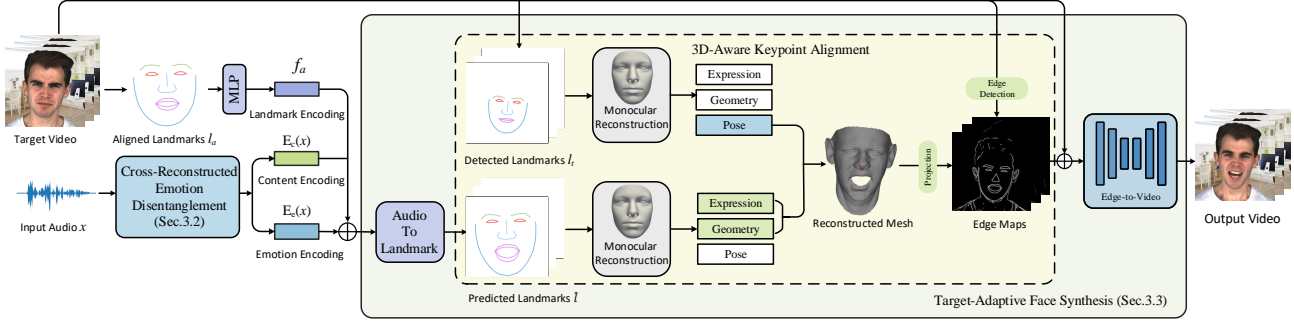 Target Video
Aligned Landmarks l_a
MLP
f_a
Landmark Encoding
E_c(x)
Content Encoding
E_e(x)
Emotion Encoding
Input Audio x
Cross-Reconstructed
Emotion
Disentanglement
(Sec.3.2)
Audio
To
Landmark
3D-Aware Keypoint Alignment
Detected Landmarks l_t
Monocular
Reconstruction
Expression
Geometry
Pose
Predicted Landmarks l̂
Monocular
Reconstruction
Expression
Geometry
Pose
Reconstructed Mesh
Projection
Edge
Detection
Edge Maps
Edge-to-Video
Output Video
Target-Adaptive Face Synthesis (Sec.3.3)